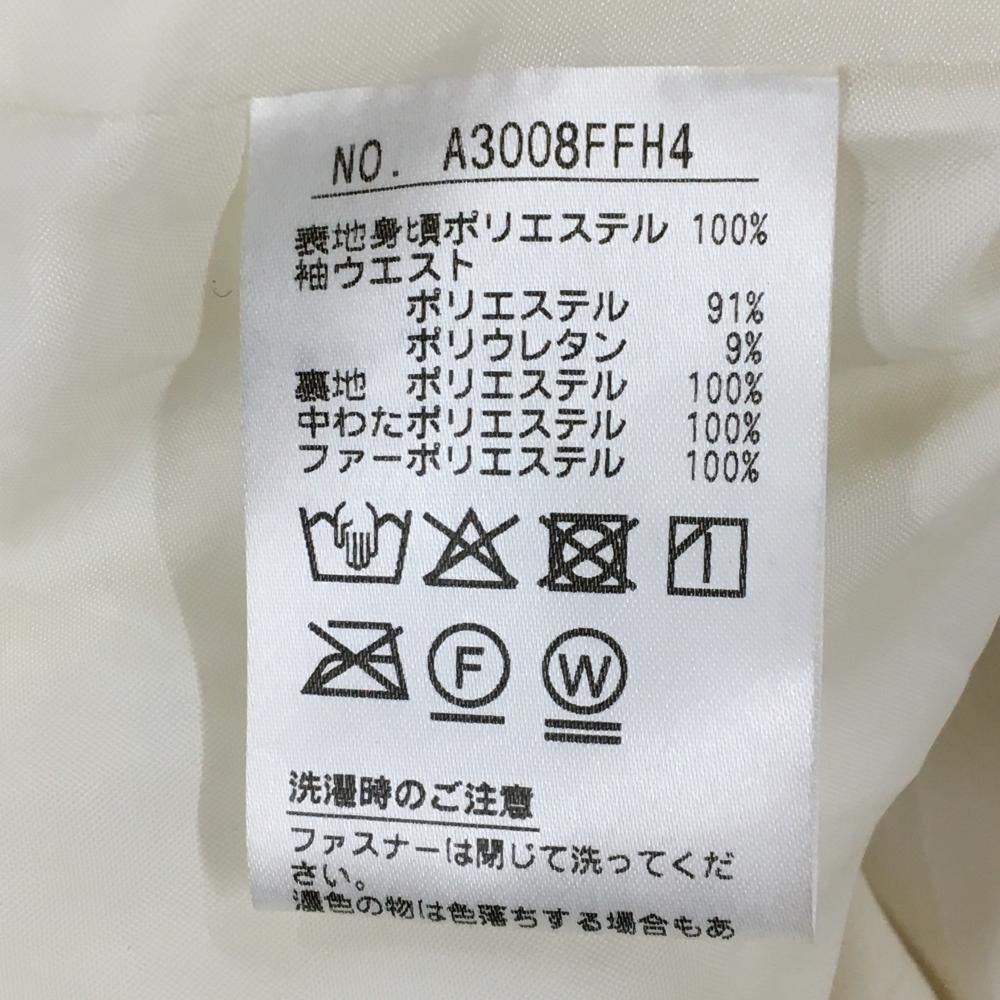 NO. A3008FFH4
表地身頃ポリエステル 100%
袖ウエスト
ポリエステル 91%
ポリウレタン 9%
裏地 ポリエステル 100%
中わたポリエステル 100%
ファーポリエステル 100%
F W
洗濯時のご注意
ファスナーは閉じて洗ってくだ
さい。
濃色の物は色落ちする場合もあ